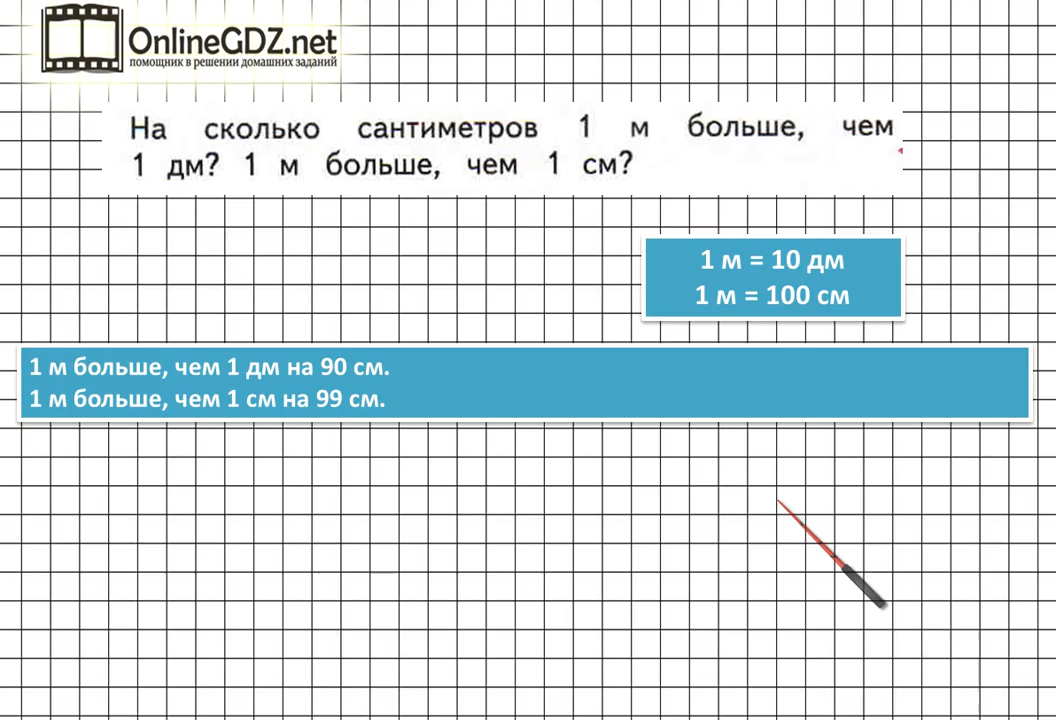 OnlineGDZ.net
помощник в решении домашних заданий
На сколько сантиметров 1 м больше, чем
1 дм? 1 м больше, чем 1 см?
1 м = 10 дм
1 м = 100 см
1 м больше, чем 1 дм на 90 см.
1 м больше, чем 1 см на 99 см.